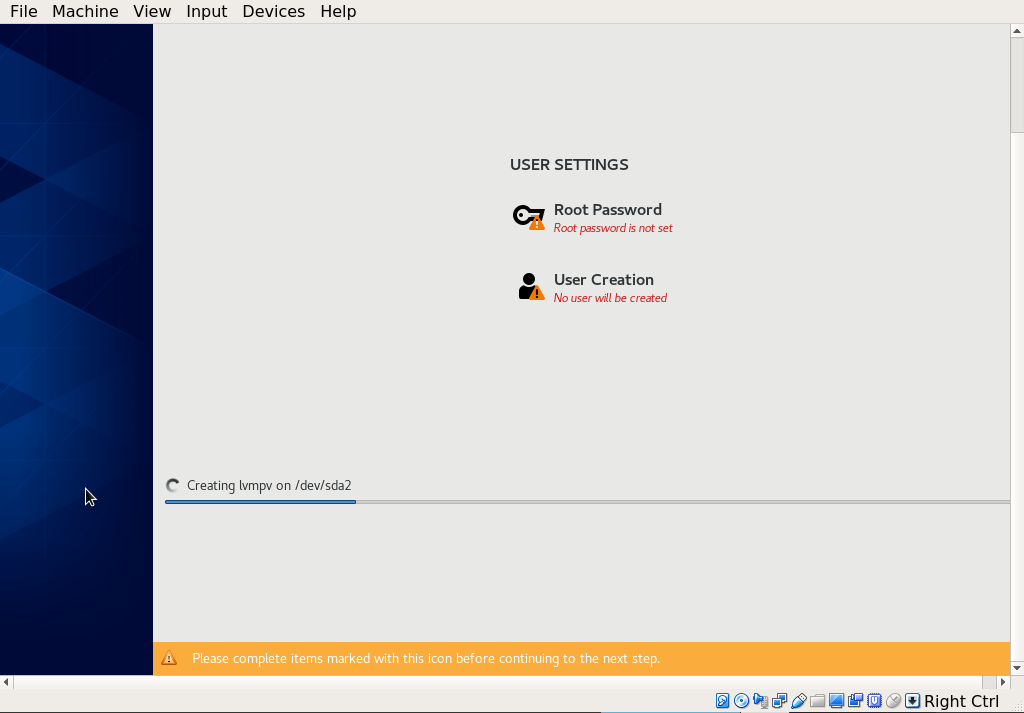 File Machine View Input Devices Help
USER SETTINGS
Root Password
Root password is not set
User Creation
No user will be created
Creating lvmpv on /dev/sda2
Please complete items marked with this icon before continuing to the next step.
Right Ctrl